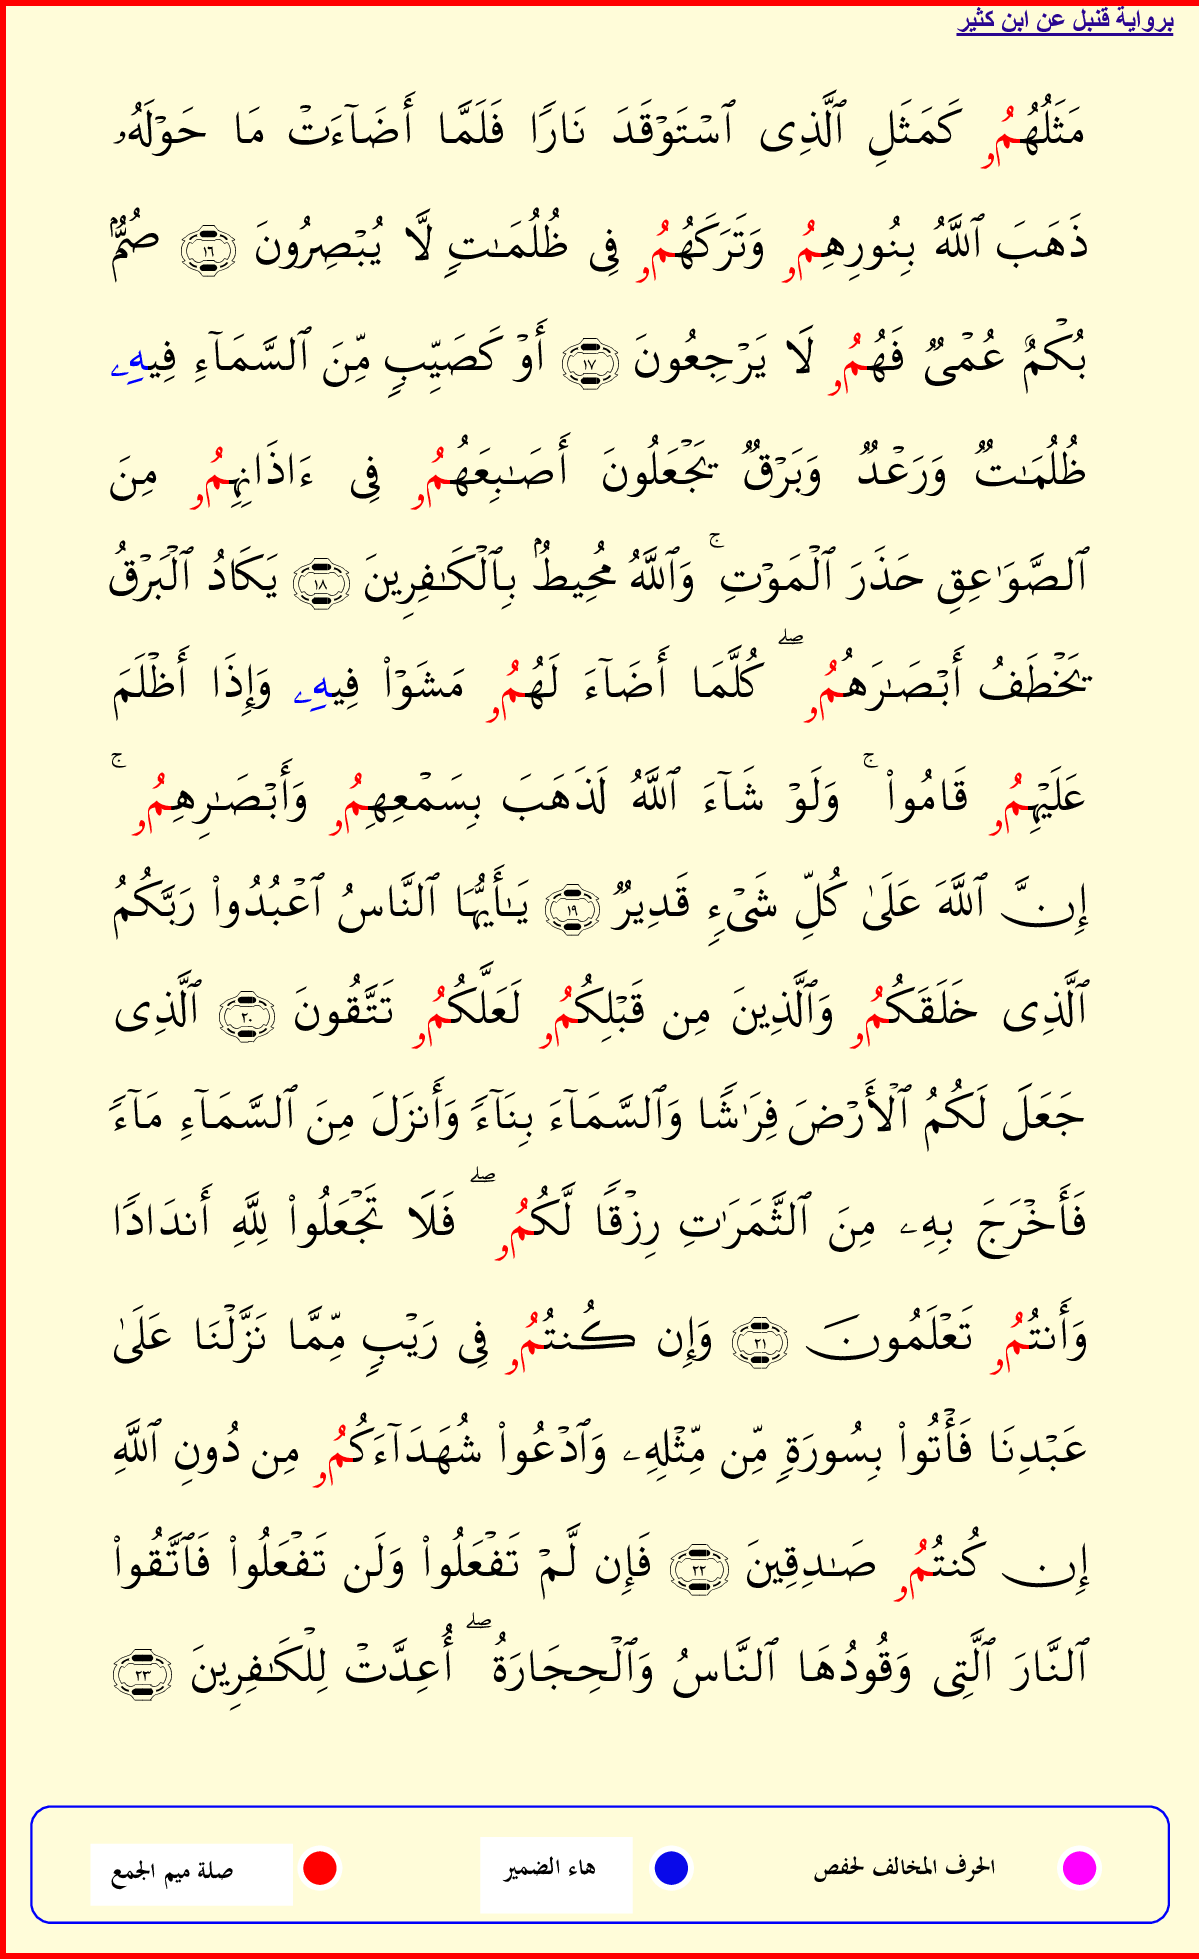 برواية قنبل عن ابن كثير
مَثَلُهُمُۥ كَمَثَلِ ٱلَّذِى ٱسْتَوْقَدَ نَارًا فَلَمَّا أَضَآءَتْ مَا حَوْلَهُۥ
ذَهَبَ ٱللَّهُ بِنُورِهِمُۥ وَتَرَكَهُمُۥ فِى ظُلُمَـٰتٍ لَّا يُبْصِرُونَ ١٦ صُمٌّۢ
بُكْمٌ عُمْىٌ فَهُمُۥ لَا يَرْجِعُونَ ١٧ أَوْ كَصَيِّبٍ مِّنَ ٱلسَّمَآءِ فِيهِۦ
ظُلُمَـٰتٌ وَرَعْدٌ وَبَرْقٌ يَجْعَلُونَ أَصَـٰبِعَهُمُۥ فِى ءَاذَانِهِمُۥ مِنَ
ٱلصَّوَٰعِقِ حَذَرَ ٱلْمَوْتِ ۚ وَٱللَّهُ مُحِيطٌۢ بِٱلْكَـٰفِرِينَ ١٨ يَكَادُ ٱلْبَرْقُ
يَخْطَفُ أَبْصَـٰرَهُمُۥ ۖ كُلَّمَا أَضَآءَ لَهُمُۥ مَشَوْا۟ فِيهِۦ وَإِذَا أَظْلَمَ
عَلَيْهِمُۥ قَامُوا۟ ۚ وَلَوْ شَآءَ ٱللَّهُ لَذَهَبَ بِسَمْعِهِمُۥ وَأَبْصَـٰرِهِمُۥ ۚ
إِنَّ ٱللَّهَ عَلَىٰ كُلِّ شَىْءٍ قَدِيرٌ ١٩ يَـٰأَيُّهَا ٱلنَّاسُ ٱعْبُدُوا۟ رَبَّكُمُ
ٱلَّذِى خَلَقَكُمُۥ وَٱلَّذِينَ مِن قَبْلِكُمُۥ لَعَلَّكُمُۥ تَتَّقُونَ ٢٠ ٱلَّذِى
جَعَلَ لَكُمُ ٱلْأَرْضَ فِرَٰشًا وَٱلسَّمَآءَ بِنَآءً وَأَنزَلَ مِنَ ٱلسَّمَآءِ مَآءً
فَأَخْرَجَ بِهِۦ مِنَ ٱلثَّمَرَٰتِ رِزْقًا لَّكُمُۥ ۖ فَلَا تَجْعَلُوا۟ لِلَّهِ أَندَادًا
وَأَنتُمُۥ تَعْلَمُونَ ٢١ وَإِن كُنتُمُۥ فِى رَيْبٍ مِّمَّا نَزَّلْنَا عَلَىٰ
عَبْدِنَا فَأْتُوا۟ بِسُورَةٍ مِّن مِّثْلِهِۦ وَٱدْعُوا۟ شُهَدَآءَكُمُۥ مِن دُونِ ٱللَّهِ
إِن كُنتُمُۥ صَـٰدِقِينَ ٢٢ فَإِن لَّمْ تَفْعَلُوا۟ وَلَن تَفْعَلُوا۟ فَٱتَّقُوا۟
ٱلنَّارَ ٱلَّتِى وَقُودُهَا ٱلنَّاسُ وَٱلْحِجَارَةُ ۖ أُعِدَّتْ لِلْكَـٰفِرِينَ ٢٣
الحرف المخالف لحفص هاء الضمير صلة ميم الجمع